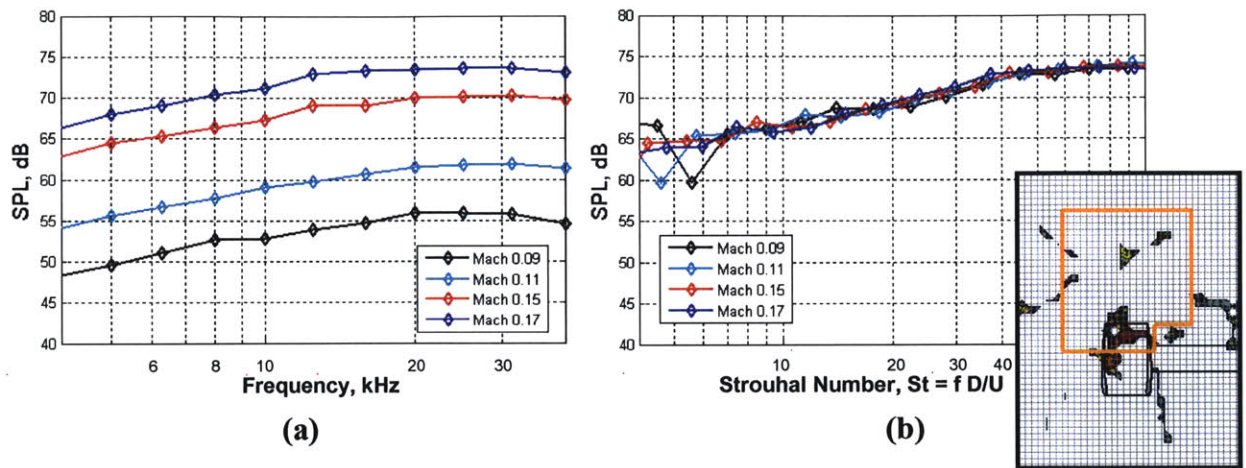 80
75
70
65
60
55
50
45
40
SPL, dB
Mach 0.09
Mach 0.11
Mach 0.15
Mach 0.17
6
8
10
20
30
Frequency, kHz
(a)
80
75
70
65
60
55
50
45
40
SPL, dB
Mach 0.09
Mach 0.11
Mach 0.15
Mach 0.17
10
20
30
40
Strouhal Number, St = f D/U
(b)